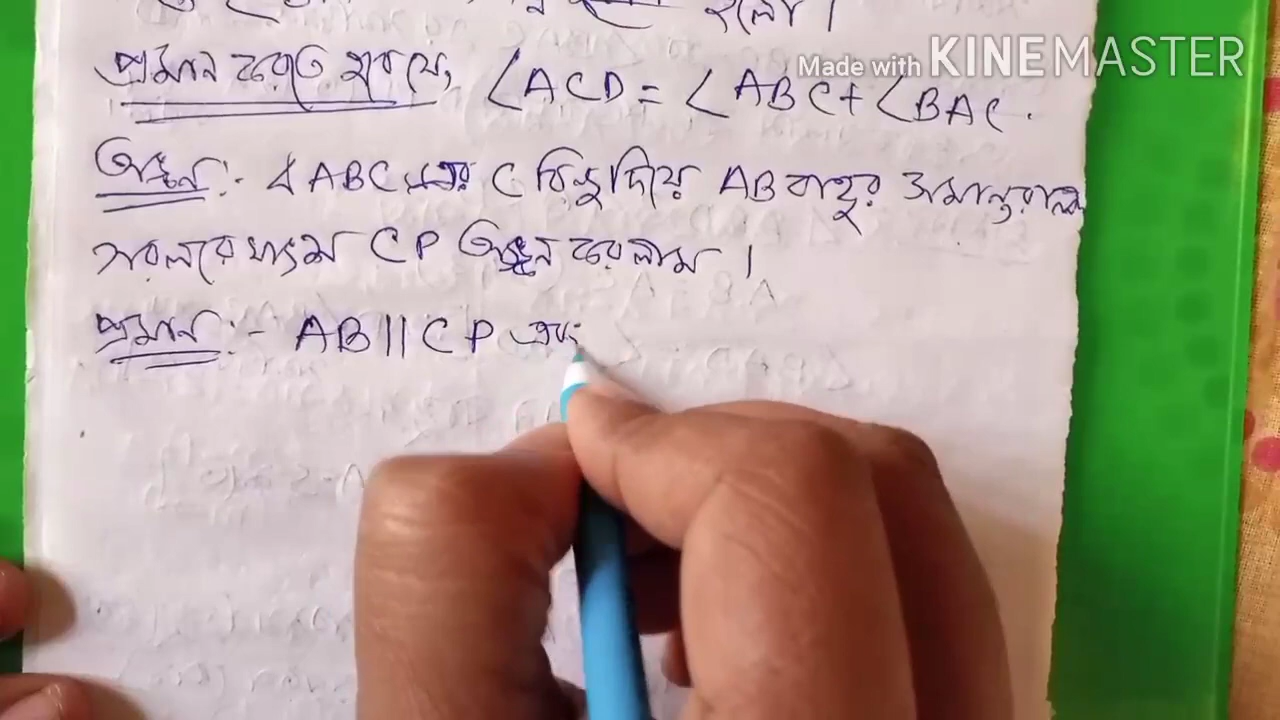 হলো।
Made with KINEMASTER
প্রমান করতে হবে যে, ∠ACD = ∠ABC + ∠BAC.
অঙ্কন :- ∆ABC এর C বিন্দু দিয়ে AB বাহুর সমান্তরাল
সরলরেখাংশ CP অঙ্কন করলাম।
প্রমান :- AB || CP এবং